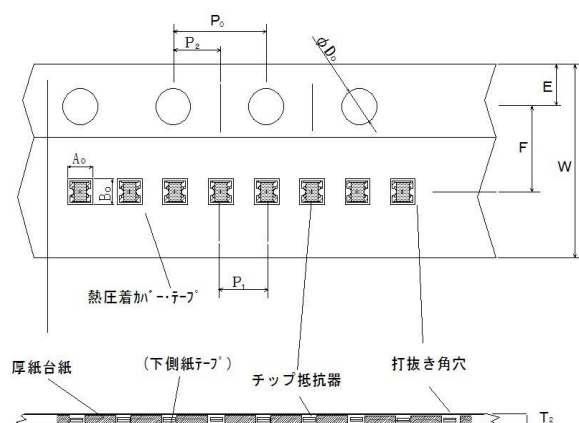 P₀
P₂
φD₀
E
F
W
A₀
B₀
P₁
熱圧着ｶﾊﾞｰ･ﾃｰﾌﾟ
厚紙台紙
(下側紙ﾃｰﾌﾟ)
チップ抵抗器
打抜き角穴
T₂